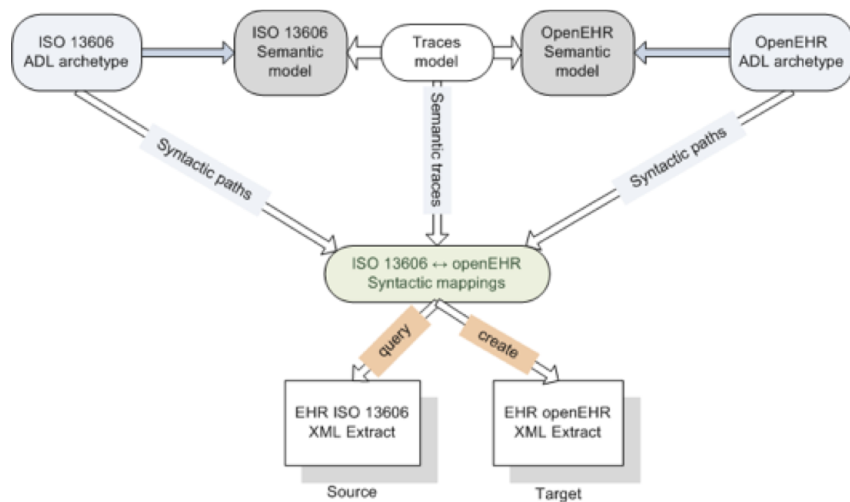 ISO 13606
ADL archetype
ISO 13606
Semantic
model
Traces
model
OpenEHR
Semantic
model
OpenEHR
ADL archetype
Syntactic paths
Semantic traces
Syntactic paths
ISO 13606 ↔ openEHR
Syntactic mappings
query
create
EHR ISO 13606
XML Extract
EHR openEHR
XML Extract
Source
Target